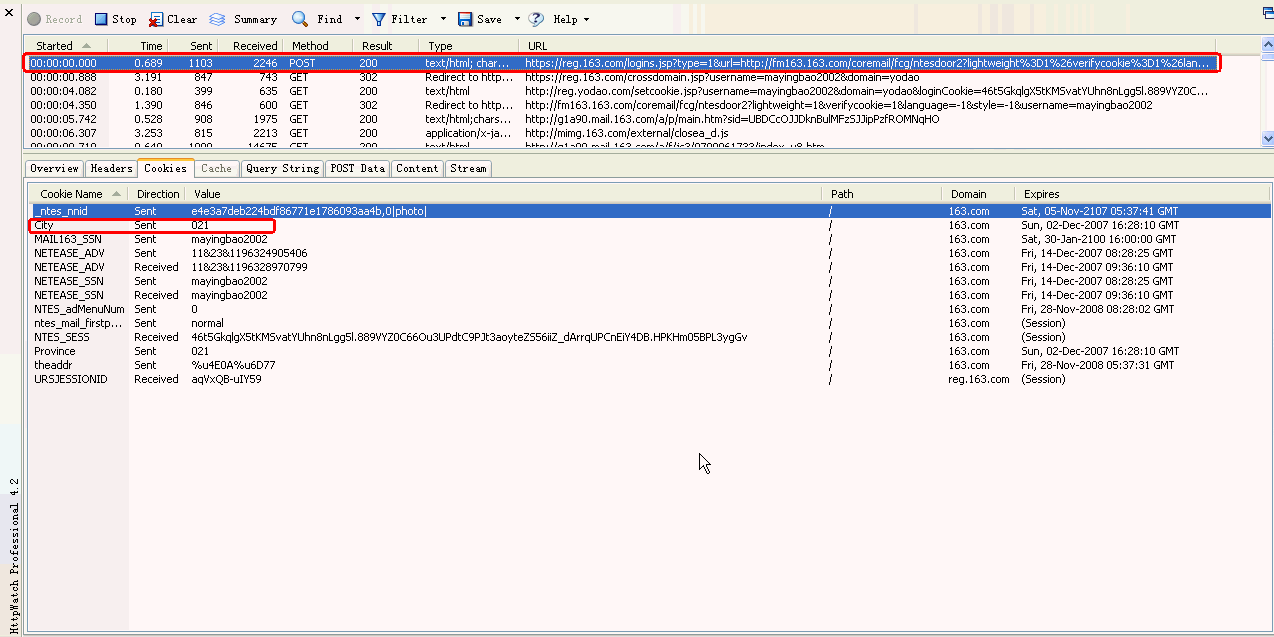 Record Stop Clear Summary Find Filter Save Help
Started Time Sent Received Method Result Type URL
00:00:00.000 0.689 1103 2246 POST 200 text/html; char... https://reg.163.com/logins.jsp?type=1&url=http://fm163.163.com/coremail/fcg/ntesdoor2?lightweight%3D1%26verifycookie%3D1%26lan...
00:00:00.888 3.191 847 743 GET 302 Redirect to http... https://reg.163.com/crossdomain.jsp?username=mayingbao2002&domain=yodao
00:00:04.082 0.180 399 635 GET 200 text/html http://reg.yodao.com/setcookie.jsp?username=mayingbao2002&domain=yodao&loginCookie=46t5GkqlgX5tKMSvatYUhn8nLgg5l.889VYZ0C...
00:00:04.350 1.390 846 600 GET 302 Redirect to http... http://fm163.163.com/coremail/fcg/ntesdoor2?lightweight=1&verifycookie=1&language=-1&style=-1&username=mayingbao2002
00:00:05.742 0.528 908 1975 GET 200 text/html;chars... http://g1a90.mail.163.com/a/p/main.htm?sid=UBDCcOJJDknBulMFzSJJipPzfROMNqHO
00:00:06.307 3.253 815 2213 GET 200 application/x-ja... http://mimg.163.com/external/closea_d.js
Overview Headers Cookies Cache Query String POST Data Content Stream
Cookie Name Direction Value Path Domain Expires
_ntes_nnid Sent e4e3a7deb224bdf86771e1786093aa4b,0|photo| / 163.com Sat, 05-Nov-2107 05:37:41 GMT
City Sent 021 / 163.com Sun, 02-Dec-2007 16:28:10 GMT
MAIL163_SSN Sent mayingbao2002 / 163.com Sat, 30-Jan-2100 16:00:00 GMT
NETEASE_ADV Sent 11&23&1196324905406 / 163.com Fri, 14-Dec-2007 08:28:25 GMT
NETEASE_ADV Received 11&23&1196328970799 / 163.com Fri, 14-Dec-2007 09:36:10 GMT
NETEASE_SSN Sent mayingbao2002 / 163.com Fri, 14-Dec-2007 08:28:25 GMT
NETEASE_SSN Received mayingbao2002 / 163.com Fri, 14-Dec-2007 09:36:10 GMT
NTES_adMenuNum Sent 0 / 163.com Fri, 28-Nov-2008 08:28:02 GMT
ntes_mail_firstp... Sent normal / 163.com (Session)
NTES_SESS Received 46t5GkqlgX5tKMSvatYUhn8nLgg5l.889VYZ0C66Ou3UPdtC9PJt3aoyteZS56iiZ_dArrqUPCnEiY4DB.HPKHm05BPL3ygGv / 163.com (Session)
Province Sent 021 / 163.com Sun, 02-Dec-2007 16:28:10 GMT
theaddr Sent %u4E0A%u6D77 / 163.com Fri, 28-Nov-2008 05:37:31 GMT
URSJESSIONID Received aqVxQB-uIY59 / reg.163.com (Session)
HttpWatch Professional 4.2